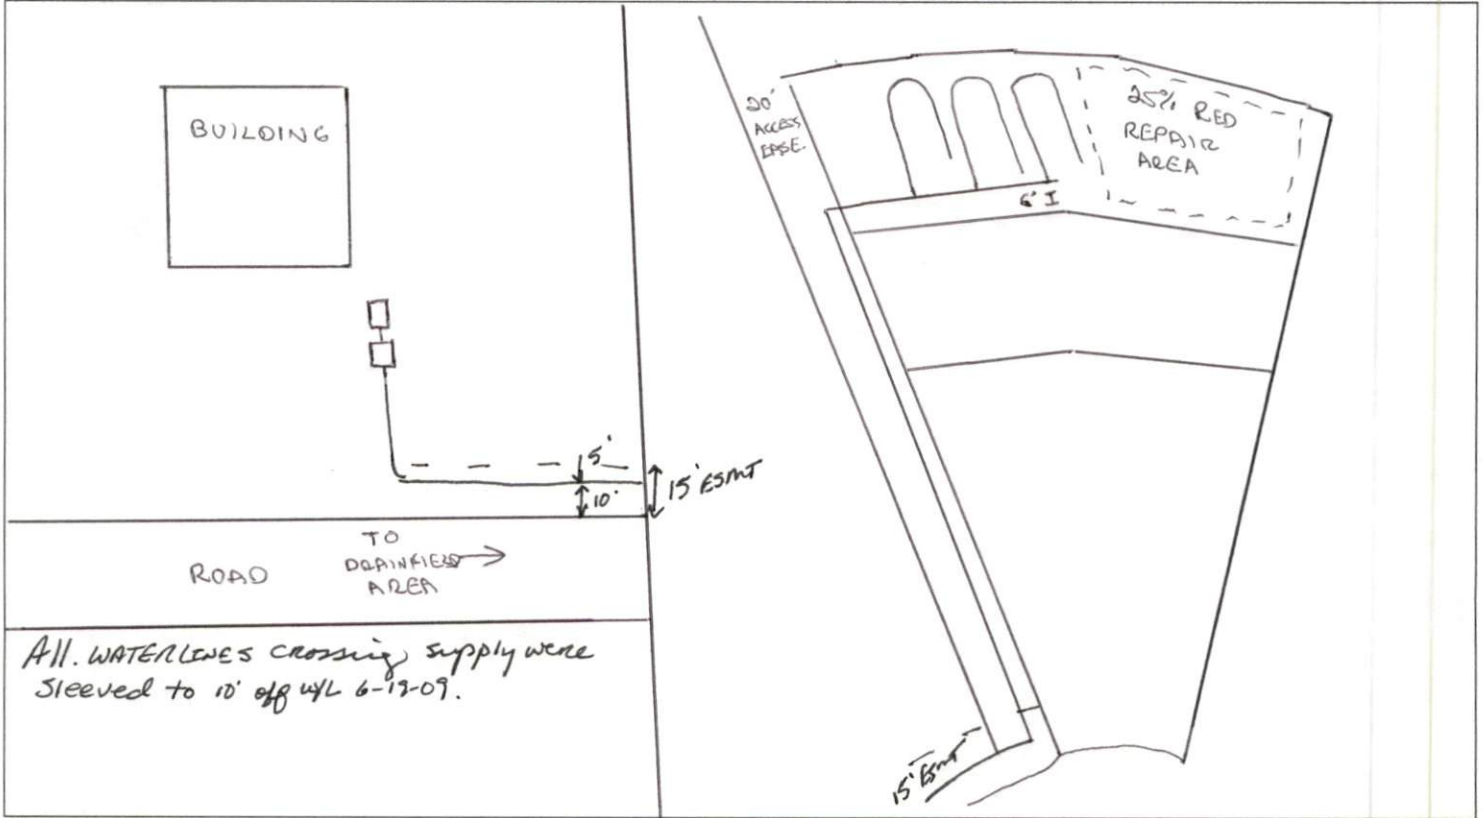 BUILDING
5'
10'
15' ESMT
TO
DRAINFIELD
AREA
ROAD
All. WATERLINES CROSSING supply were
sleeved to 10' off W/L 6-19-09.
20'
ACCESS
EASE.
25% RED
REPAIR
AREA
15' Esmt